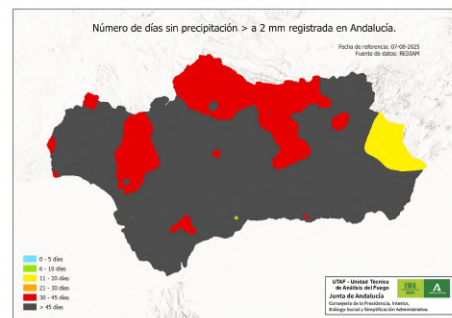 Número de días sin precipitación > a 2 mm registrada en Andalucía.
Fecha de referencia: 07-08-2025
Fuente de datos: REDIAM
0 - 5 días
6 - 10 días
11 - 20 días
21 - 30 días
30 - 45 días
> 45 días
UTAP - Unidad Técnica
de Análisis del Fuego
Junta de Andalucía
Consejería de la Presidencia, Interior,
Diálogo Social y Simplificación Administrativa